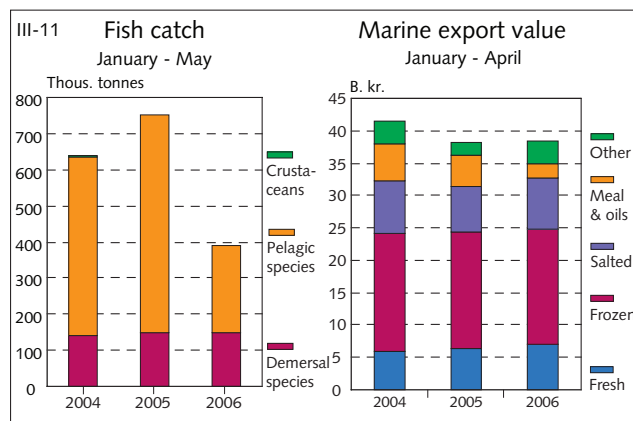 III-11
Fish catch
January - May
Thous. tonnes
800
700
600
500
400
300
200
100
0
2004
2005
2006
Crusta-
ceans
Pelagic
species
Demersal
species
Marine export value
January - April
B. kr.
45
40
35
30
25
20
15
10
5
0
2004
2005
2006
Other
Meal
& oils
Salted
Frozen
Fresh